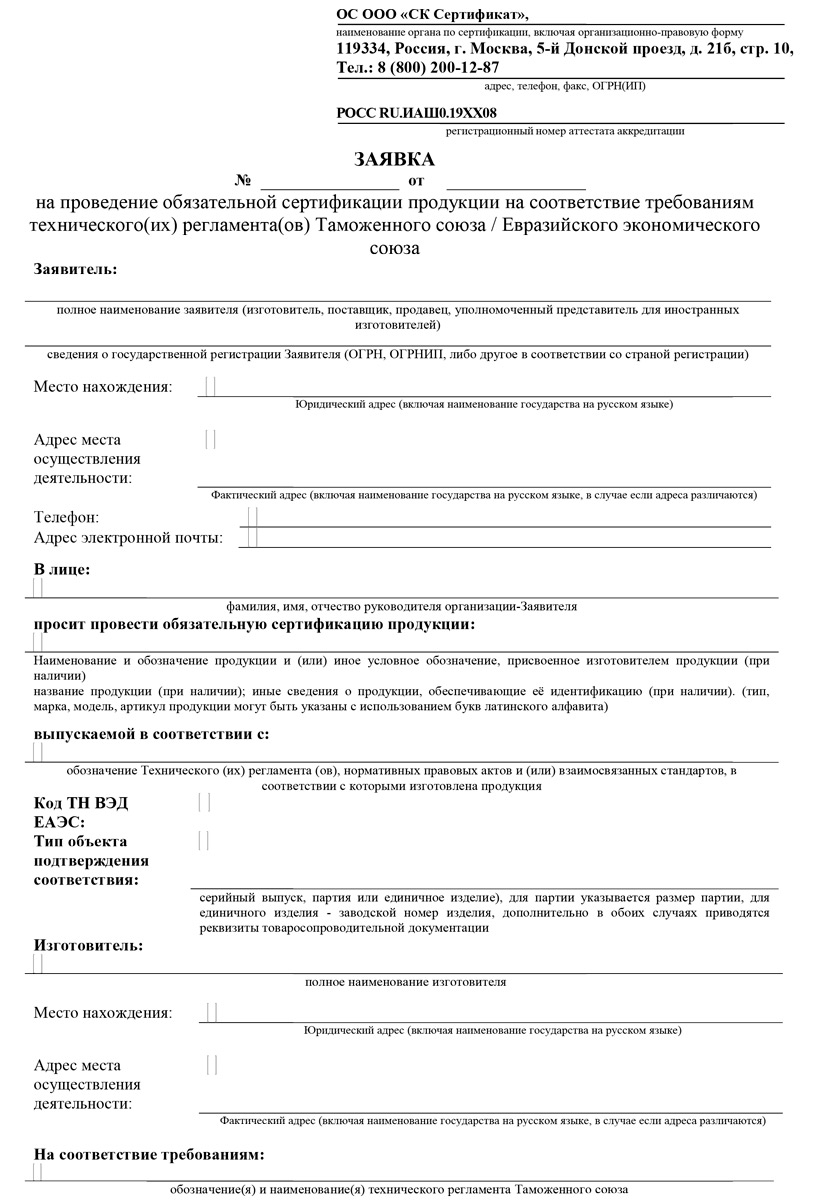 ОС ООО «СК Сертификат»,
наименование органа по сертификации, включая организационно-правовую форму
119334, Россия, г. Москва, 5-й Донской проезд, д. 21б, стр. 10,
Тел.: 8 (800) 200-12-87
адрес, телефон, факс, ОГРН(ИП)
РОСС RU.ИАШ0.19ХХ08
регистрационный номер аттестата аккредитации
ЗАЯВКА
№ от
на проведение обязательной сертификации продукции на соответствие требованиям
технического(их) регламента(ов) Таможенного союза / Евразийского экономического
союза
Заявитель:
полное наименование заявителя (изготовитель, поставщик, продавец, уполномоченный представитель для иностранных
изготовителей)
сведения о государственной регистрации Заявителя (ОГРН, ОГРНИП, либо другое в соответствии со страной регистрации)
Место нахождения:
Юридический адрес (включая наименование государства на русском языке)
Адрес места
осуществления
деятельности:
Фактический адрес (включая наименование государства на русском языке, в случае если адреса различаются)
Телефон:
Адрес электронной почты:
В лице:
фамилия, имя, отчество руководителя организации-Заявителя
просит провести обязательную сертификацию продукции:
Наименование и обозначение продукции и (или) иное условное обозначение, присвоенное изготовителем продукции (при
наличии)
название продукции (при наличии); иные сведения о продукции, обеспечивающие её идентификацию (при наличии). (тип,
марка, модель, артикул продукции могут быть указаны с использованием букв латинского алфавита)
выпускаемой в соответствии с:
обозначение Технического (их) регламента (ов), нормативных правовых актов и (или) взаимосвязанных стандартов, в
соответствии с которыми изготовлена продукция
Код ТН ВЭД
ЕАЭС:
Тип объекта
подтверждения
соответствия:
серийный выпуск, партия или единичное изделие), для партии указывается размер партии, для
единичного изделия - заводской номер изделия, дополнительно в обоих случаях приводятся
реквизиты товаросопроводительной документации
Изготовитель:
полное наименование изготовителя
Место нахождения:
Юридический адрес (включая наименование государства на русском языке)
Адрес места
осуществления
деятельности:
Фактический адрес (включая наименование государства на русском языке, в случае если адреса различаются)
На соответствие требованиям:
обозначение(я) и наименование(я) технического регламента Таможенного союза